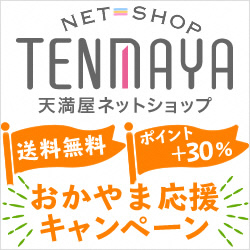 NET=SHOP
TENMAYA
天満屋ネットショップ
送料無料
ポイント
+30%
おかやま応援
キャンペーン